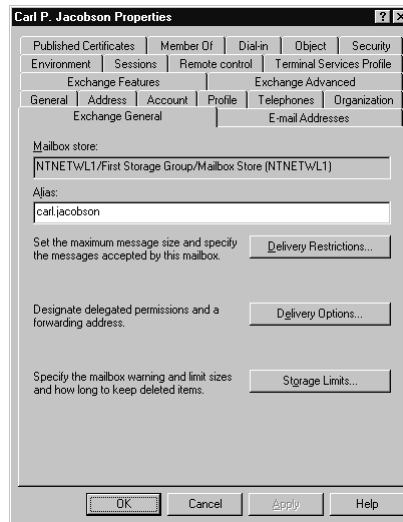 Carl P. Jacobson Properties
Published Certificates Member Of Dial-in Object Security
Environment Sessions Remote control Terminal Services Profile
Exchange Features Exchange Advanced
General Address Account Profile Telephones Organization
Exchange General E-mail Addresses
Mailbox store:
NTNETWL1/First Storage Group/Mailbox Store (NTNETWL1)
Alias:
carl.jacobson
Set the maximum message size and specify
the messages accepted by this mailbox.
Delivery Restrictions...
Designate delegated permissions and a
forwarding address.
Delivery Options...
Specify the mailbox warning and limit sizes
and how long to keep deleted items.
Storage Limits...
OK Cancel Apply Help